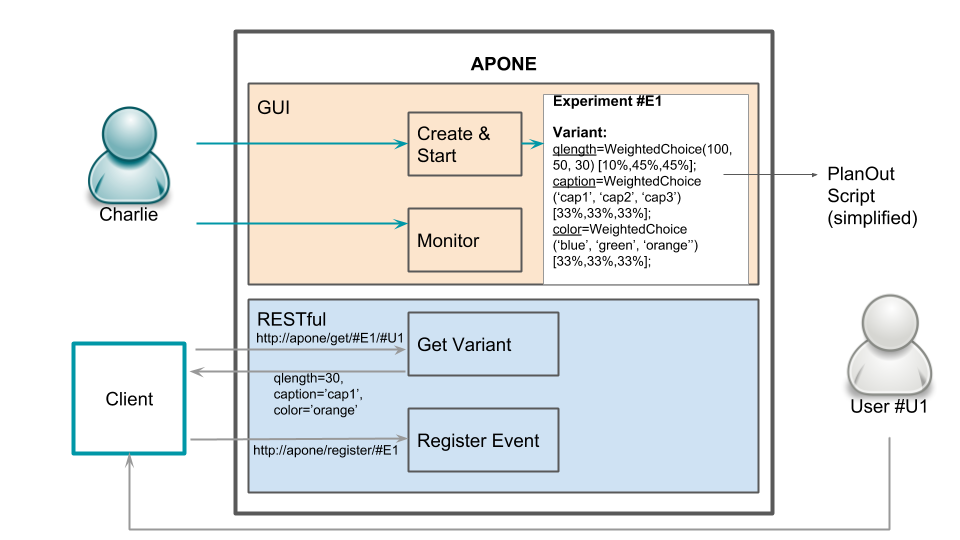 APONE
GUI
Charlie
Create &
Start
Monitor
Experiment #E1
Variant:
qlength=WeightedChoice(100,
50, 30) [10%,45%,45%];
caption=WeightedChoice
(‘cap1’, ‘cap2’, ‘cap3’)
[33%,33%,33%];
color=WeightedChoice
(‘blue’, ‘green’, ‘orange’’)
[33%,33%,33%];
PlanOut
Script
(simplified)
RESTful
http://apone/get/#E1/#U1
Get Variant
qlength=30,
caption=’cap1’,
color=’orange’
Client
Register Event
http://apone/register/#E1
User #U1